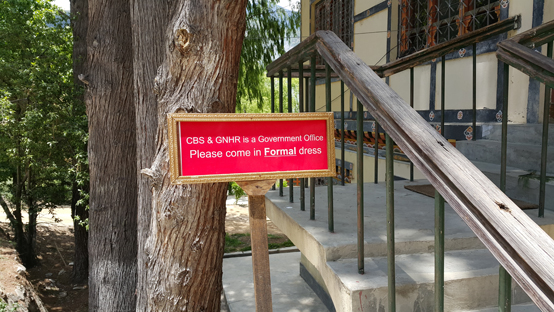 CBS & GNHR is a Government Office
Please come in Formal dress